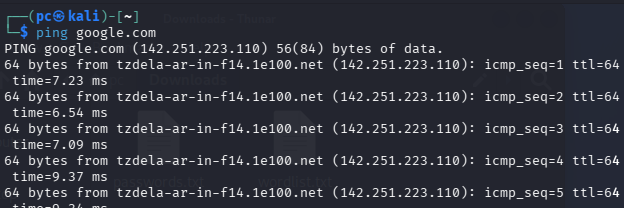 ┌──(pc㉿kali)-[~]
└─$ ping google.com
PING google.com (142.251.223.110) 56(84) bytes of data.
64 bytes from tzdela-ar-in-f14.1e100.net (142.251.223.110): icmp_seq=1 ttl=64
time=7.23 ms
64 bytes from tzdela-ar-in-f14.1e100.net (142.251.223.110): icmp_seq=2 ttl=64
time=6.54 ms
64 bytes from tzdela-ar-in-f14.1e100.net (142.251.223.110): icmp_seq=3 ttl=64
time=7.09 ms
64 bytes from tzdela-ar-in-f14.1e100.net (142.251.223.110): icmp_seq=4 ttl=64
time=9.37 ms
64 bytes from tzdela-ar-in-f14.1e100.net (142.251.223.110): icmp_seq=5 ttl=64